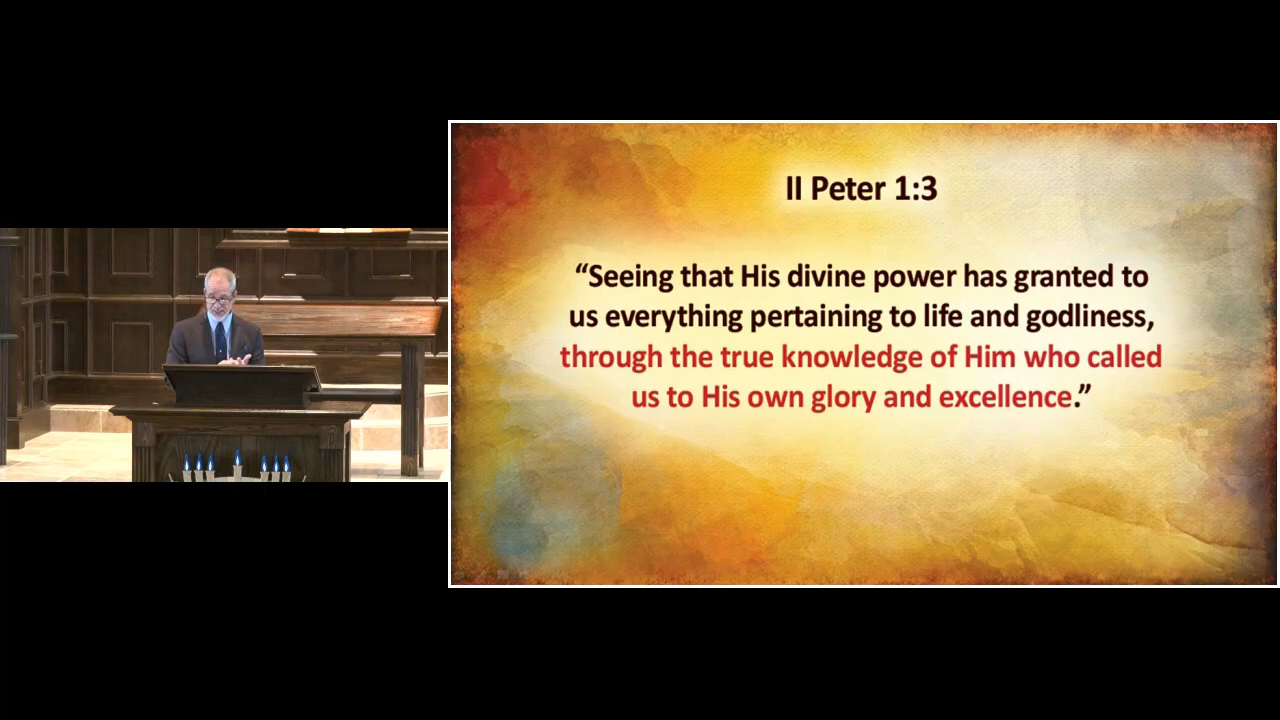 II Peter 1:3
“Seeing that His divine power has granted to
us everything pertaining to life and godliness,
through the true knowledge of Him who called
us to His own glory and excellence.”